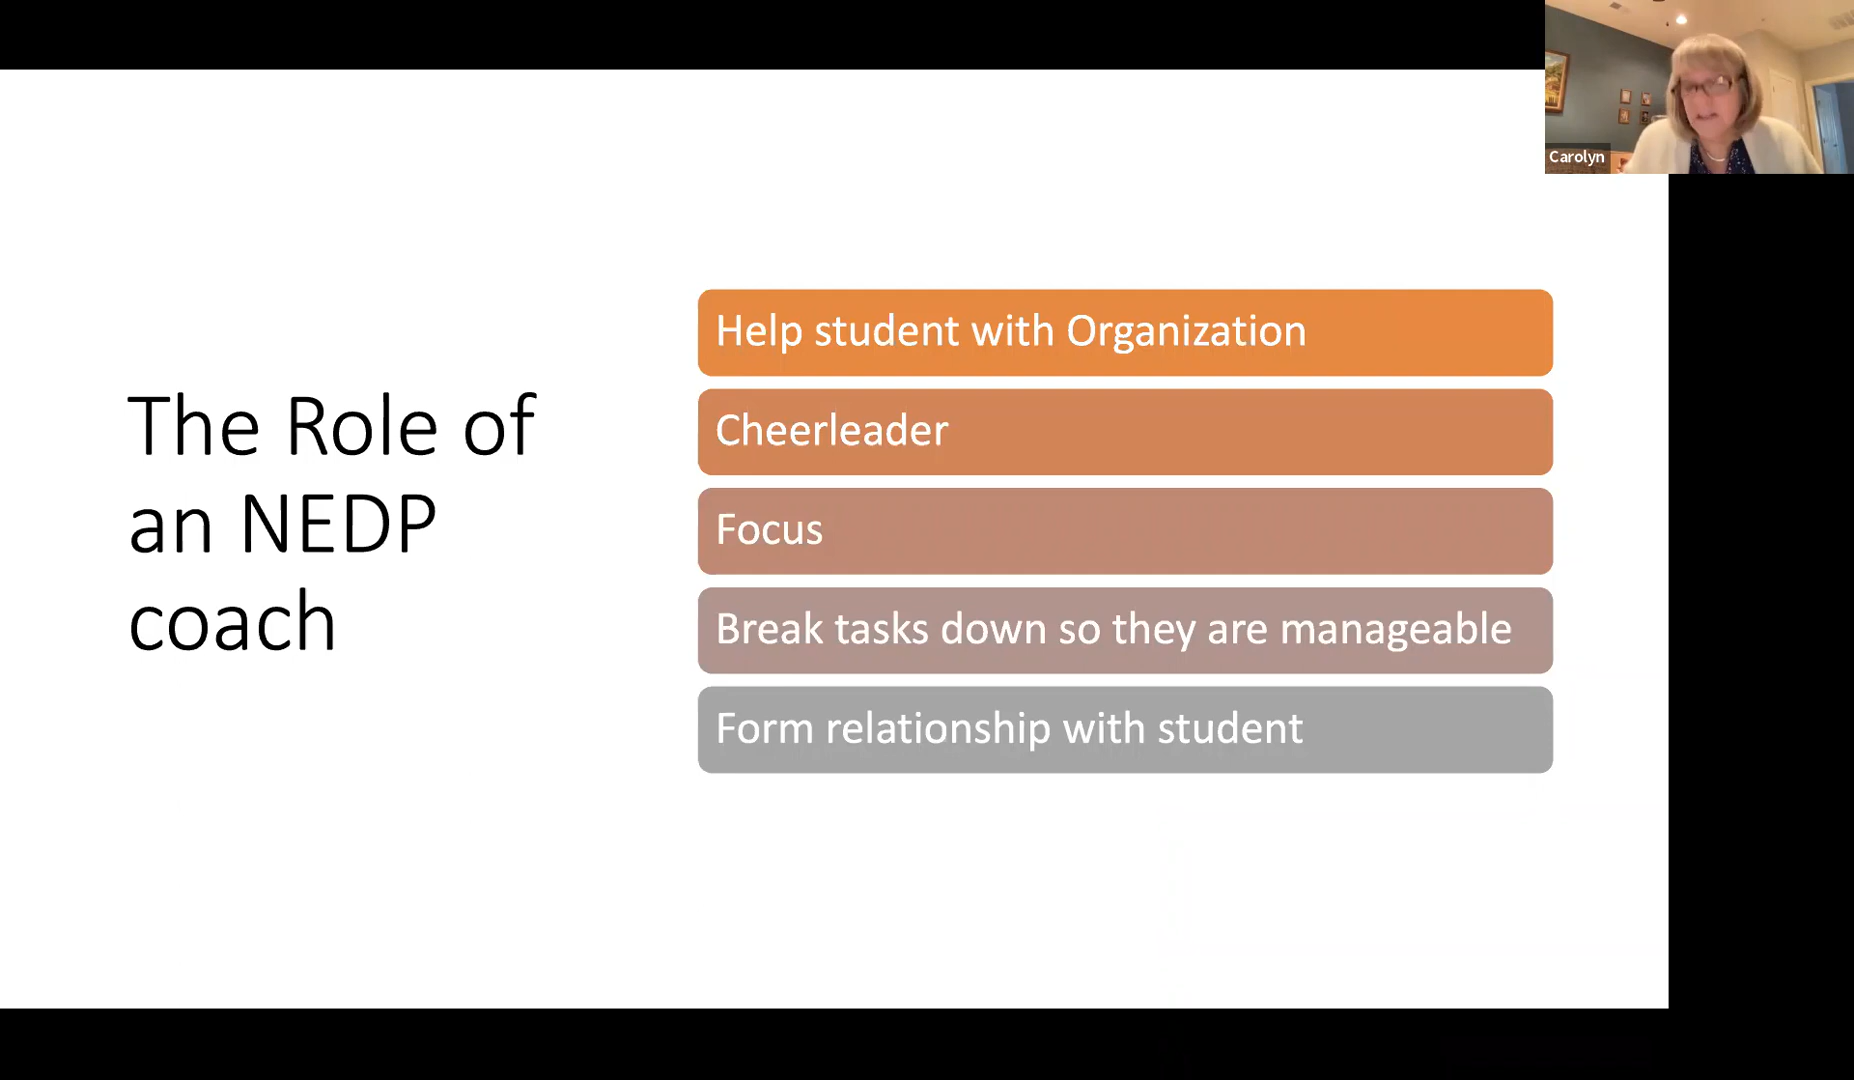 The Role of
an NEDP
coach
Help student with Organization
Cheerleader
Focus
Break tasks down so they are manageable
Form relationship with student
Carolyn